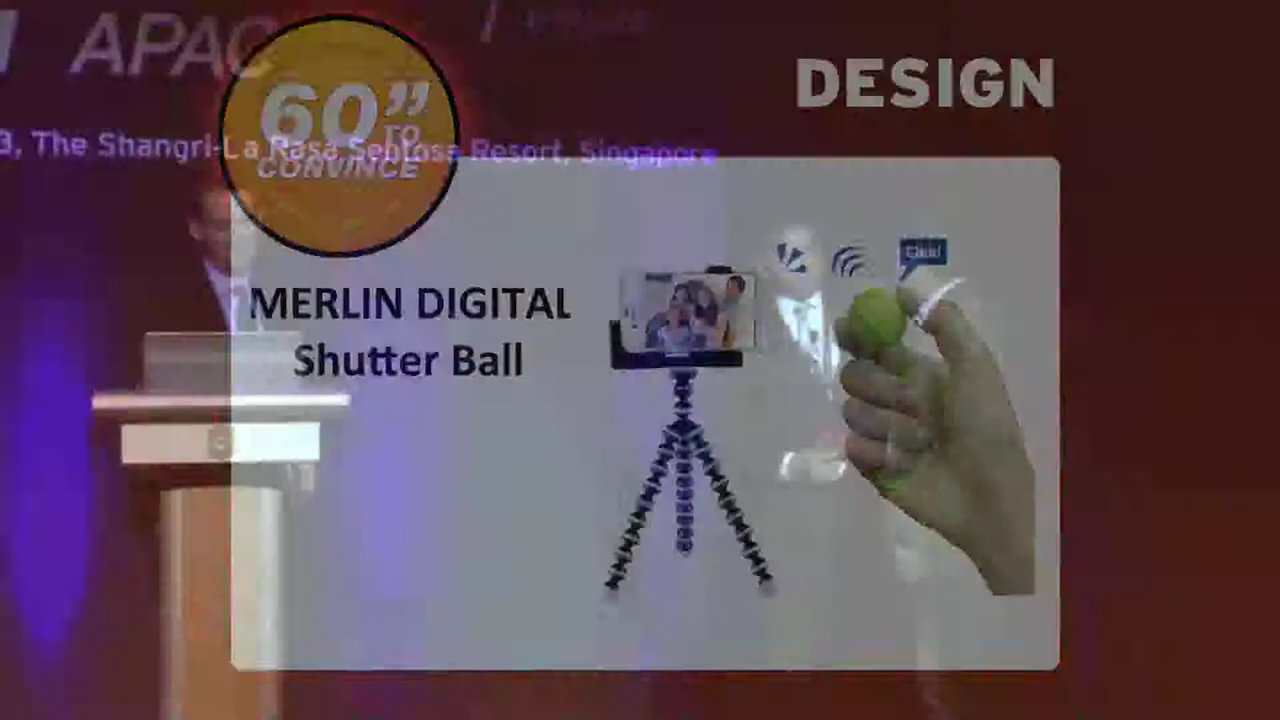 APAC
DESIGN
60”
TO
CONVINCE
3, The Shangri-La Rasa Sentosa Resort, Singapore
MERLIN DIGITAL
Shutter Ball
Click!